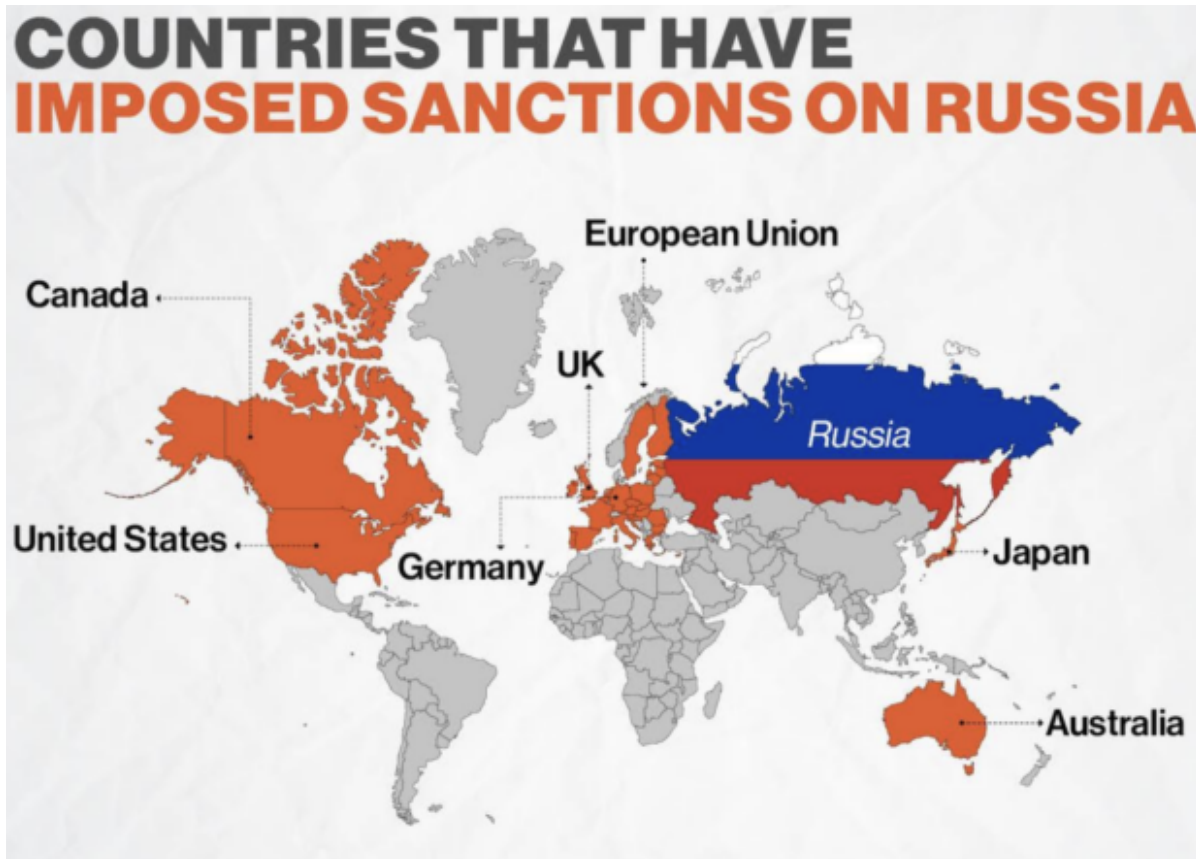 COUNTRIES THAT HAVE
IMPOSED SANCTIONS ON RUSSIA
European Union
Canada
UK
Russia
United States
Germany
Japan
Australia